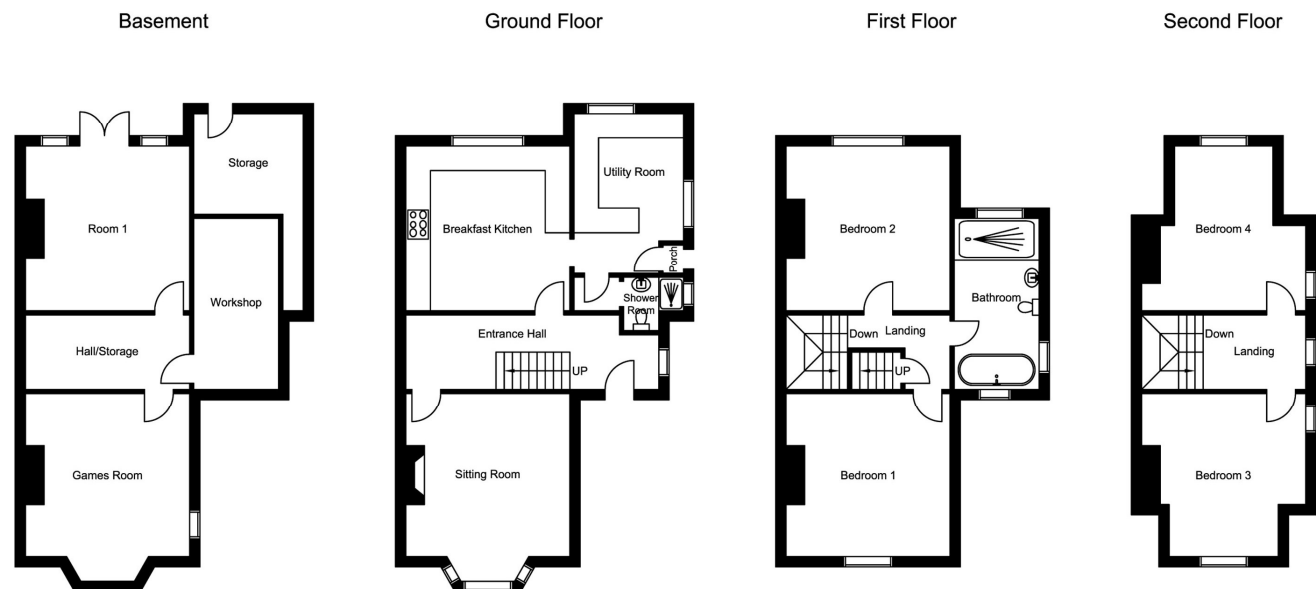 Basement
Storage
Room 1
Workshop
Hall/Storage
Games Room
Ground Floor
Utility Room
Breakfast Kitchen
Porch
Shower
Room
Entrance Hall
UP
Sitting Room
First Floor
Bedroom 2
Bathroom
Down
Landing
UP
Bedroom 1
Second Floor
Bedroom 4
Down
Landing
Bedroom 3